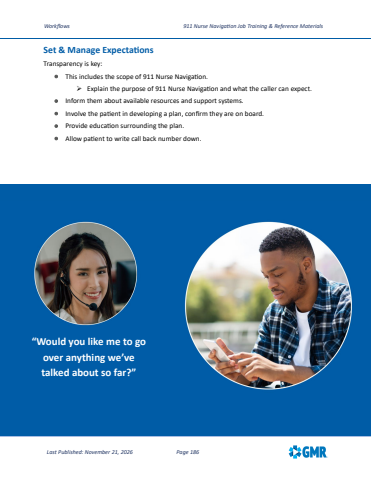 Workflows 911 Nurse Navigation Job Training & Reference Materials
Set & Manage Expectations
Transparency is key:
● This includes the scope of 911 Nurse Navigation.
➢ Explain the purpose of 911 Nurse Navigation and what the caller can expect.
● Inform them about available resources and support systems.
● Involve the patient in developing a plan, confirm they are on board.
● Provide education surrounding the plan.
● Allow patient to write call back number down.
“Would you like me to go
over anything we’ve
talked about so far?”
Last Published: November 21, 2026 Page 186 GMR